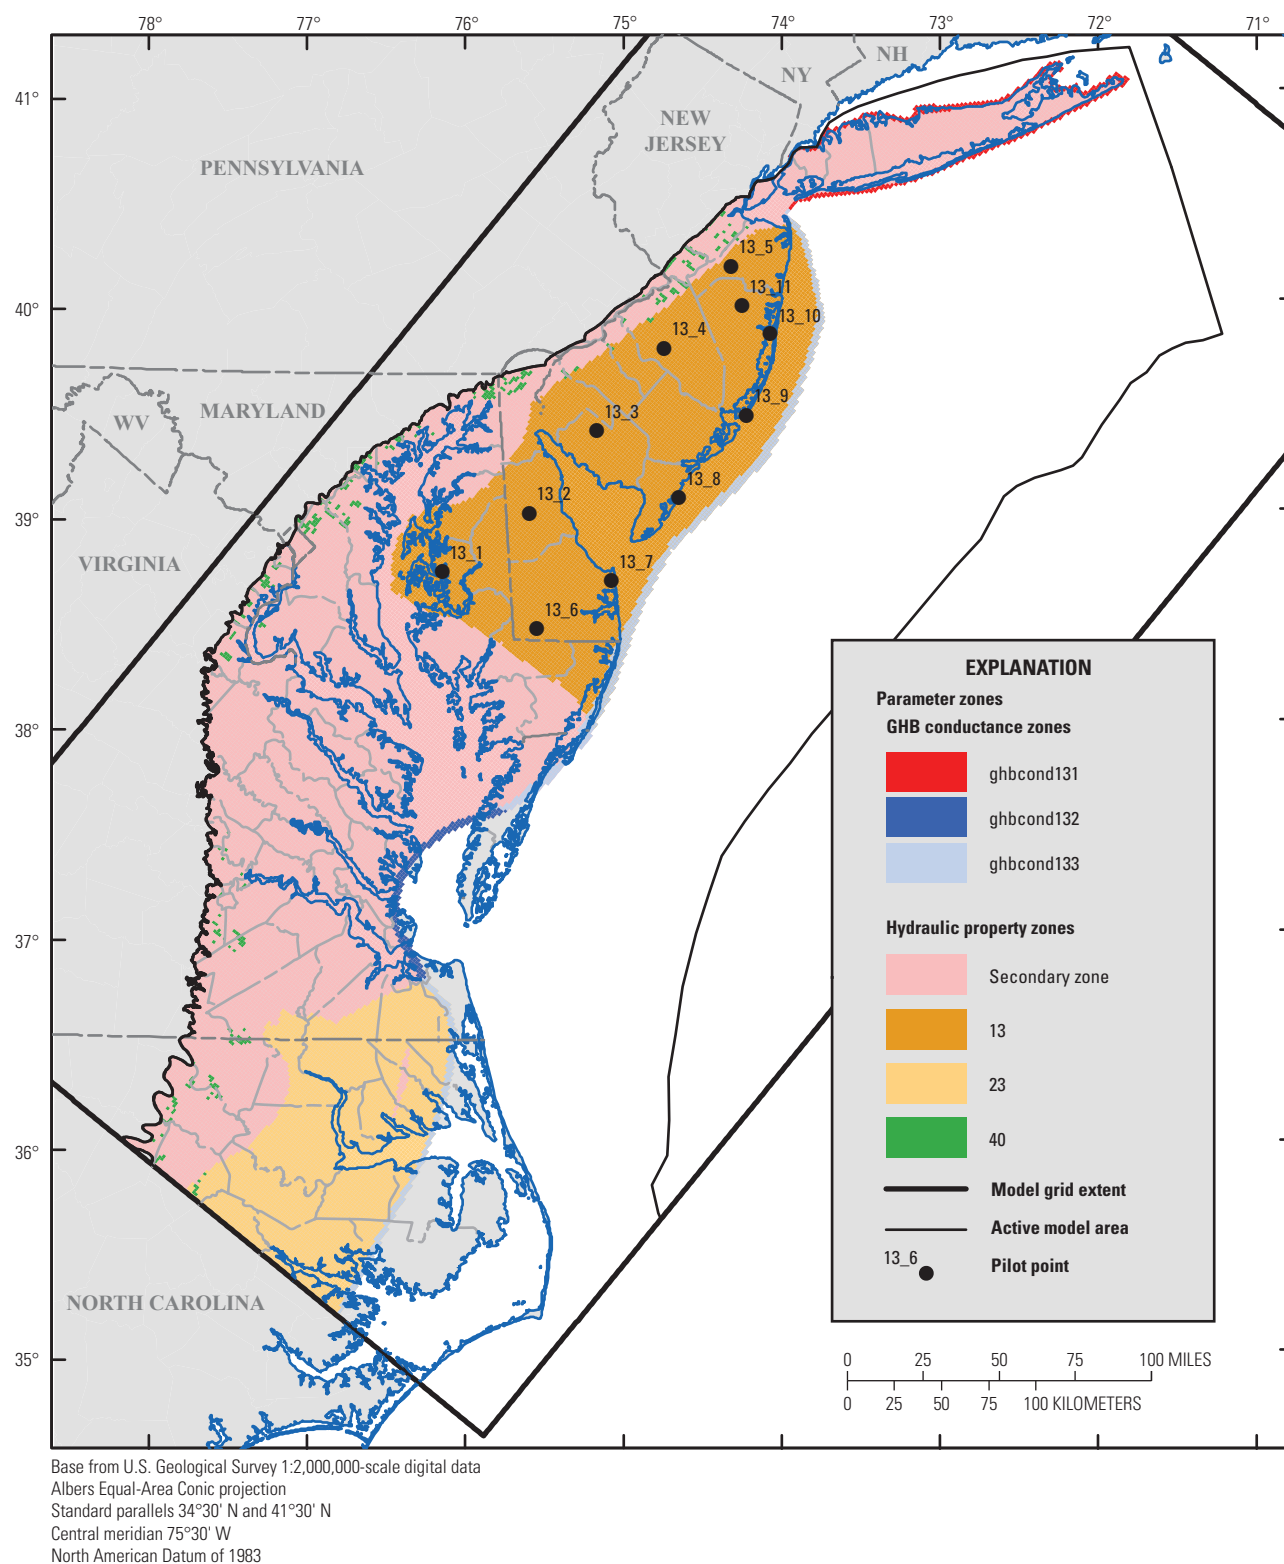 78° 77° 76° 75° 74° 73° 72° 71°
41°
40°
39°
38°
37°
36°
35°
NH
NY
NEW
JERSEY
PENNSYLVANIA
MARYLAND
WV
VIRGINIA
NORTH CAROLINA
13_5
13_11
13_10
13_4
13_9
13_3
13_8
13_2
13_1
13_7
13_6
EXPLANATION
Parameter zones
GHB conductance zones
ghbcond131
ghbcond132
ghbcond133
Hydraulic property zones
Secondary zone
13
23
40
Model grid extent
Active model area
13_6 Pilot point
0 25 50 75 100 MILES
0 25 50 75 100 KILOMETERS
Base from U.S. Geological Survey 1:2,000,000-scale digital data
Albers Equal-Area Conic projection
Standard parallels 34°30' N and 41°30' N
Central meridian 75°30' W
North American Datum of 1983